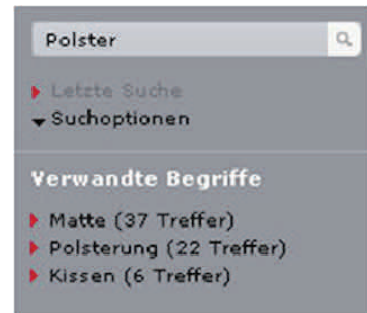 Polster
Letzte Suche
Suchoptionen
Verwandte Begriffe
Matte (37 Treffer)
Polsterung (22 Treffer)
Kissen (6 Treffer)